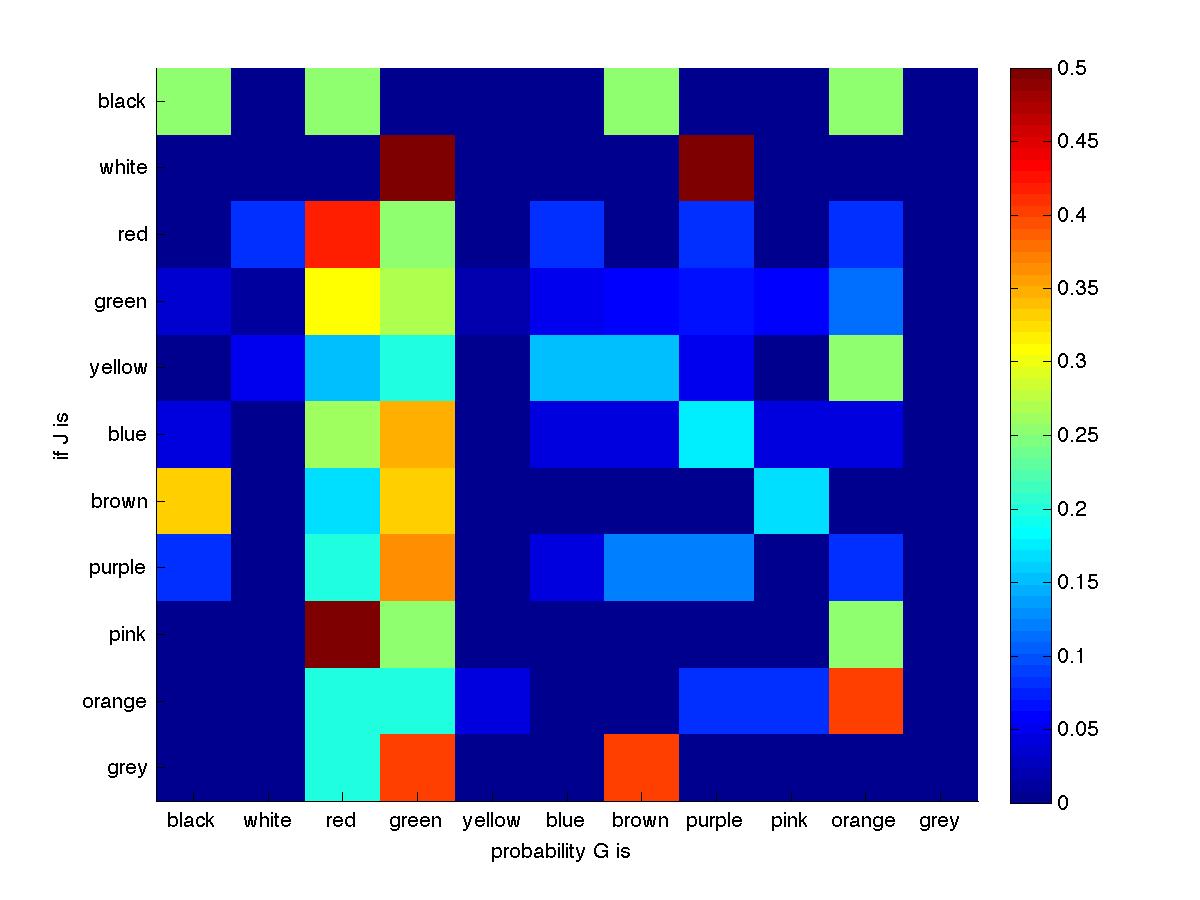 black
white
red
green
yellow
blue
brown
purple
pink
orange
grey
if J is
black white red green yellow blue brown purple pink orange grey
probability G is
0.5
0.45
0.4
0.35
0.3
0.25
0.2
0.15
0.1
0.05
0